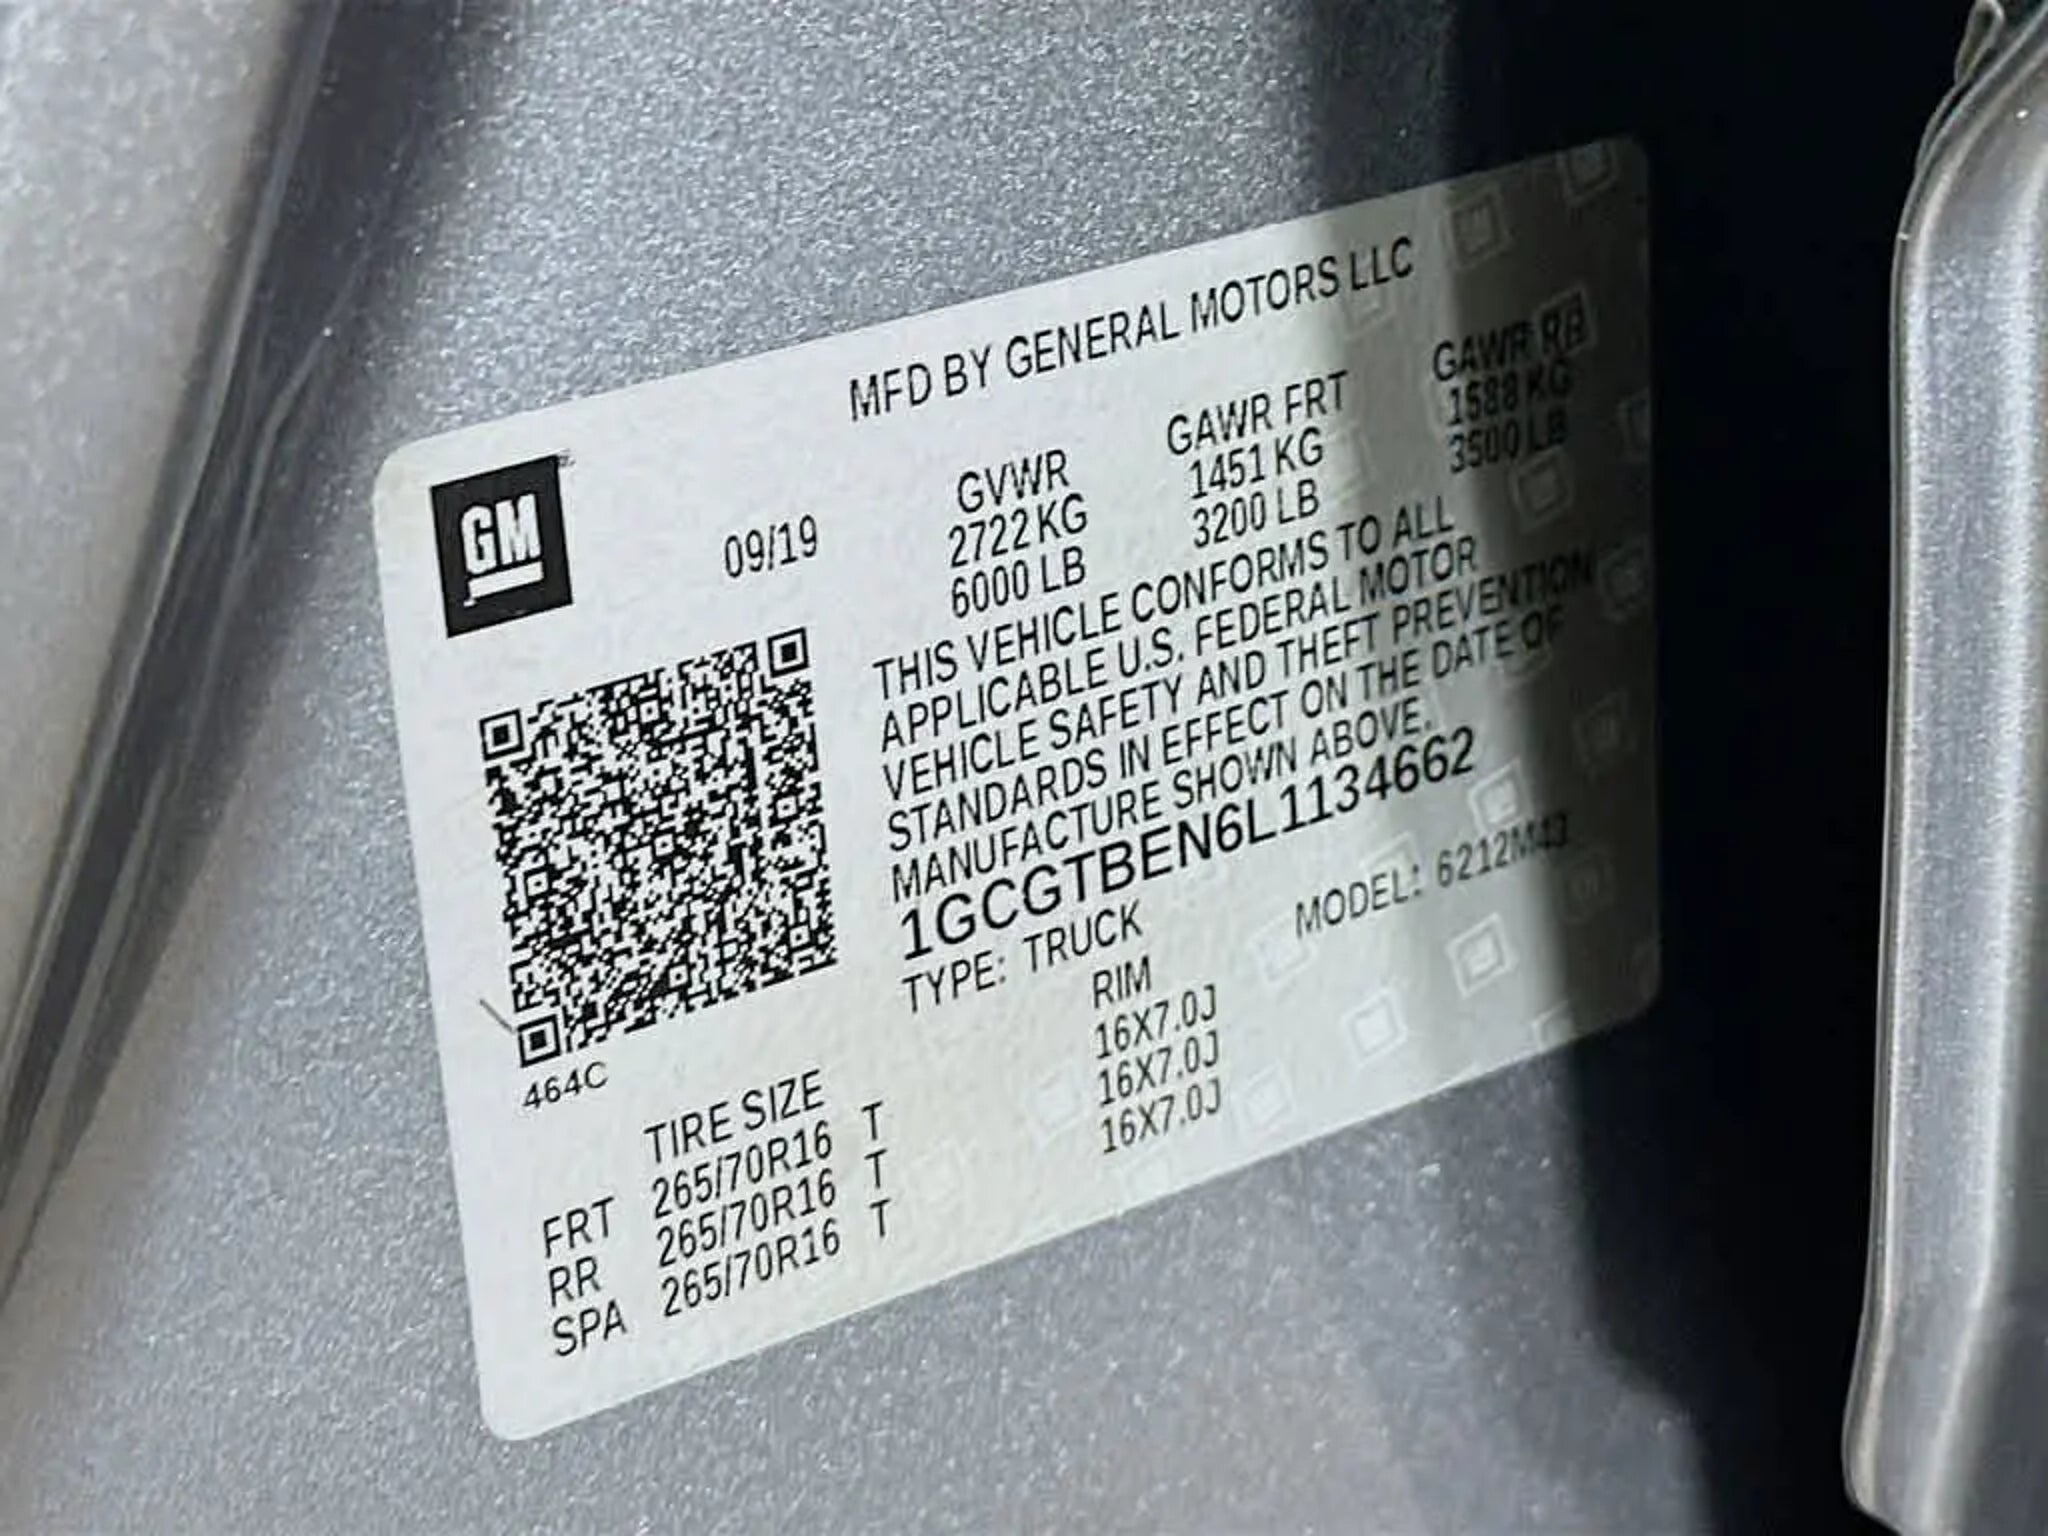 MFD BY GENERAL MOTORS LLC
GM
09/19
GVWR GAWR FRT GAWR RR
2722 KG 1451 KG 1588 KG
6000 LB 3200 LB 3500 LB
THIS VEHICLE CONFORMS TO ALL
APPLICABLE U.S. FEDERAL MOTOR
VEHICLE SAFETY AND THEFT PREVENTION
STANDARDS IN EFFECT ON THE DATE OF
MANUFACTURE SHOWN ABOVE.
1GCGTBEN6L1134662
TYPE: TRUCK MODEL: 6212M43
464C
TIRE SIZE RIM
FRT 265/70R16 T 16X7.0J
RR 265/70R16 T 16X7.0J
SPA 265/70R16 T 16X7.0J